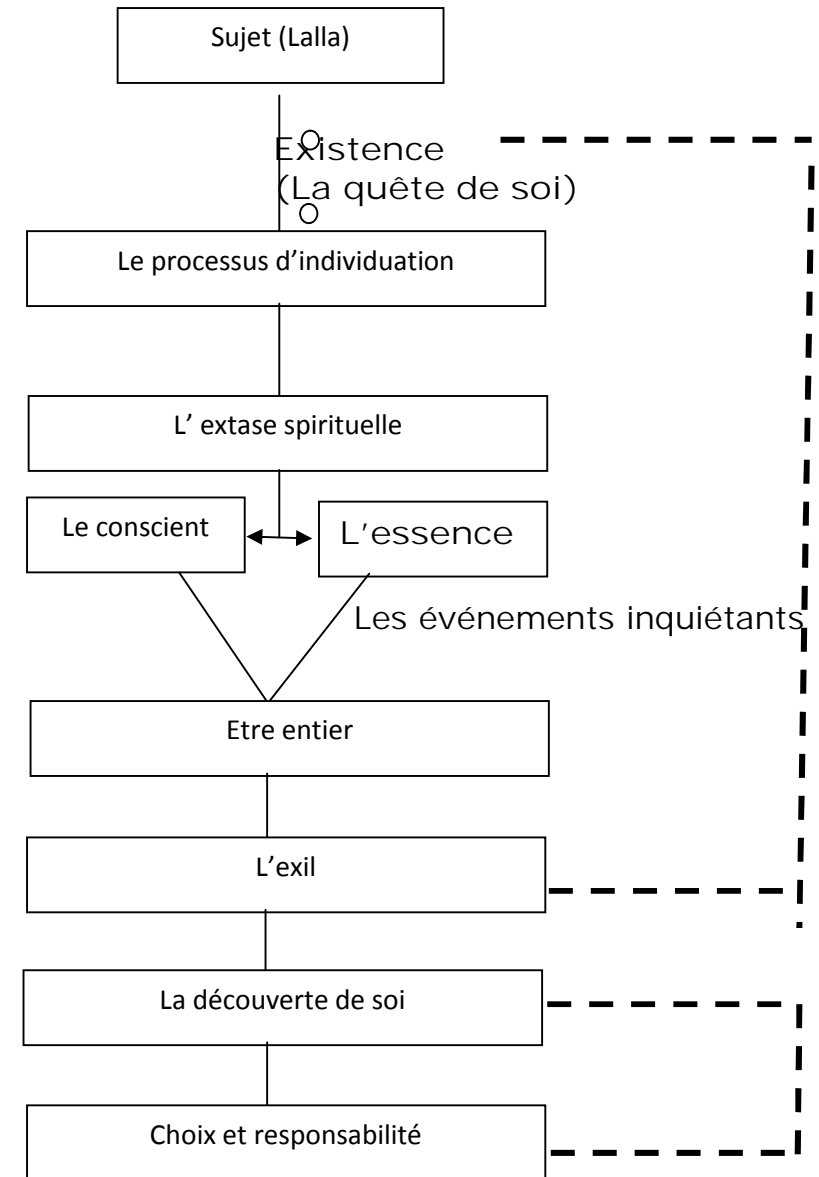 Sujet (Lalla)
Existence
(La quête de soi)
Le processus d’individuation
L’ extase spirituelle
Le conscient
L’essence
Les événements inquiétants
Etre entier
L’exil
La découverte de soi
Choix et responsabilité